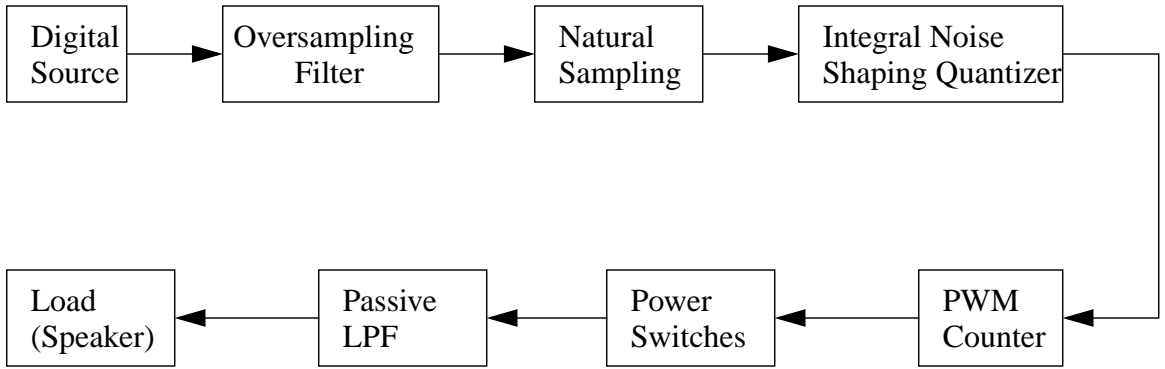 Digital
Source
Oversampling
Filter
Natural
Sampling
Integral Noise
Shaping Quantizer
Load
(Speaker)
Passive
LPF
Power
Switches
PWM
Counter